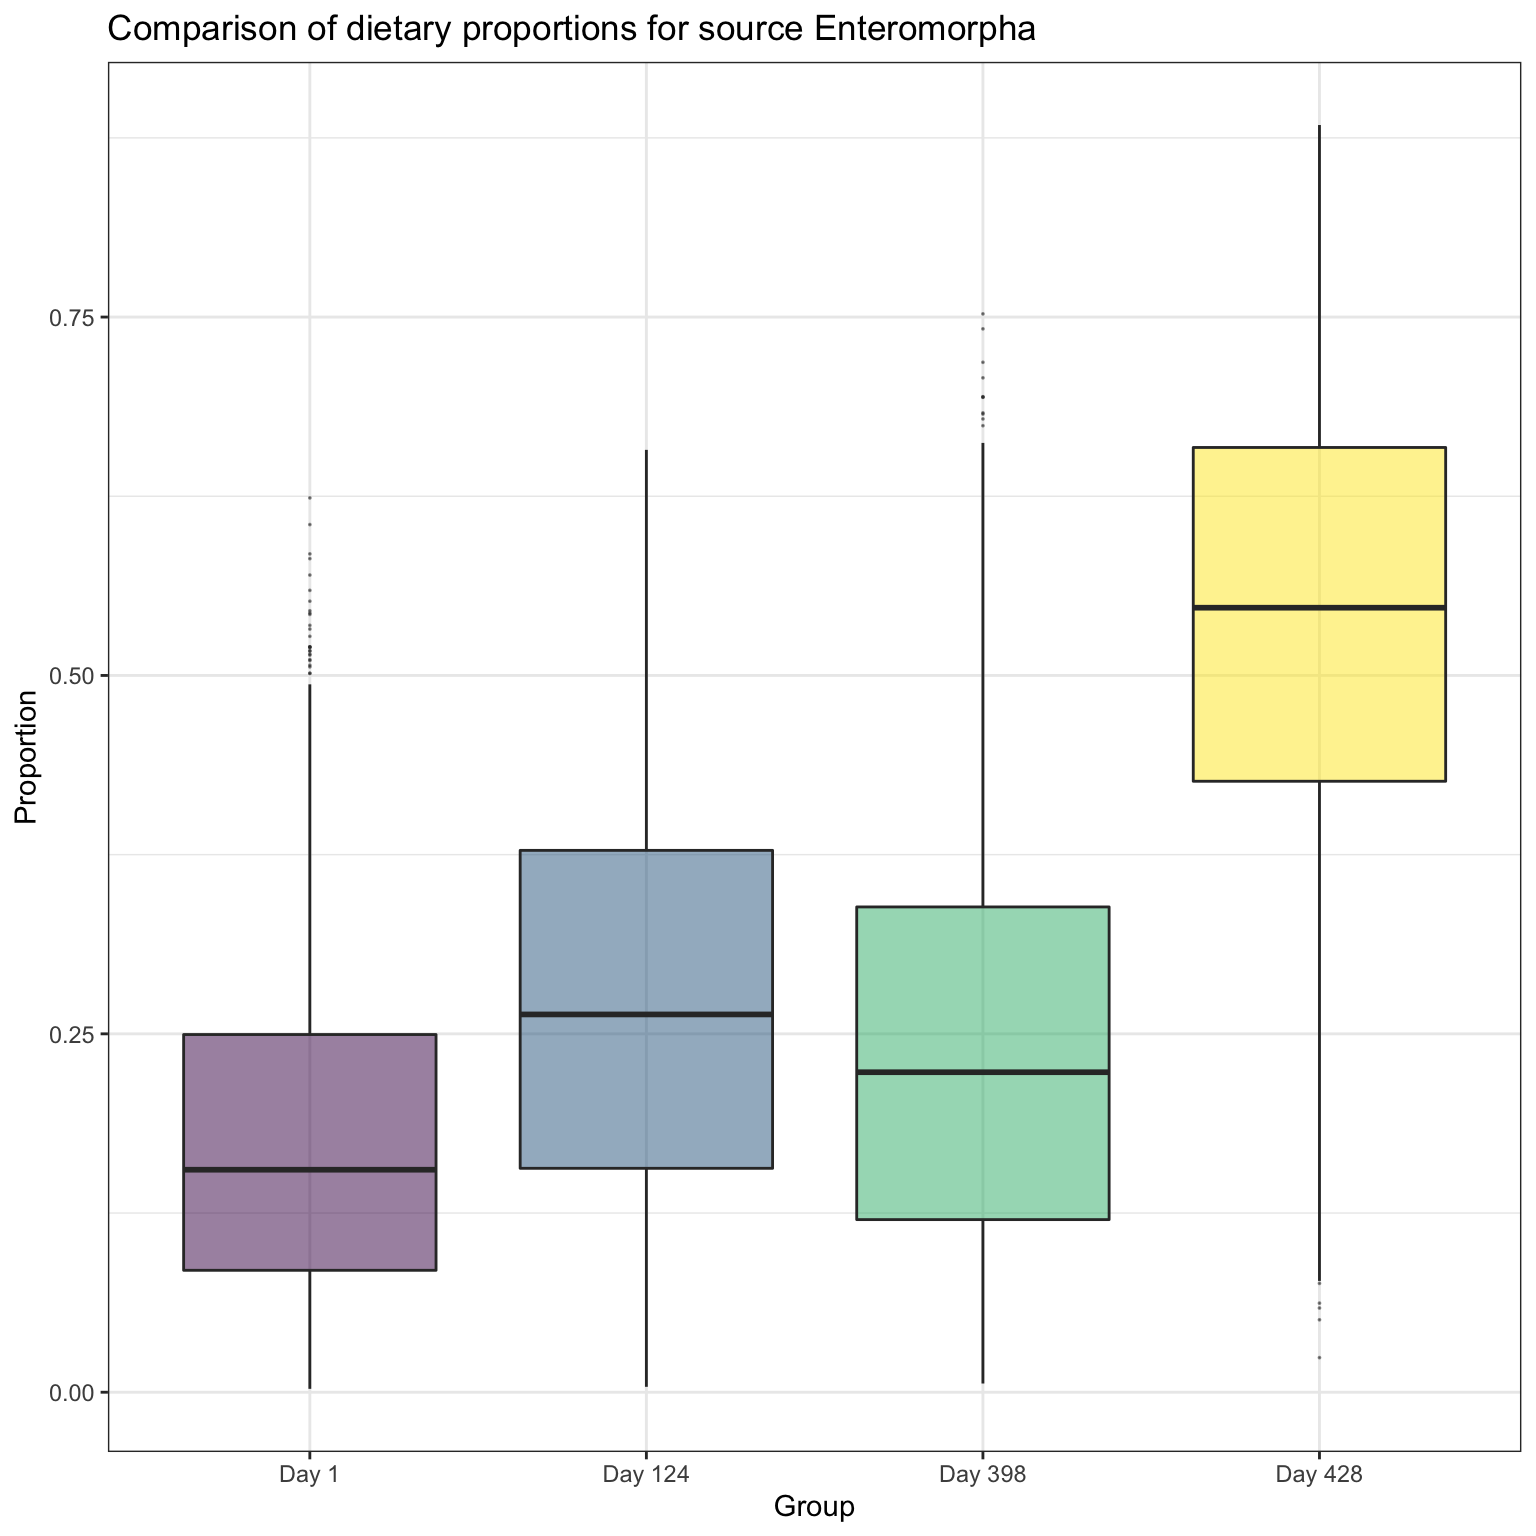 Comparison of dietary proportions for source Enteromorpha
Proportion
0.75
0.50
0.25
0.00
Day 1
Day 124
Day 398
Day 428
Group